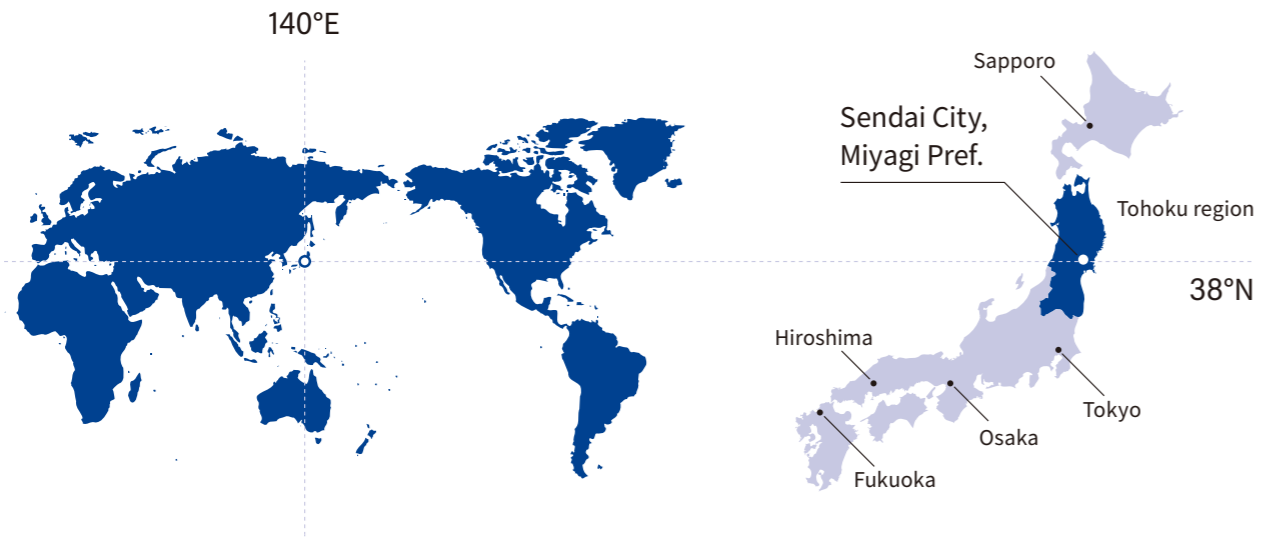 140°E
Sapporo
Sendai City,
Miyagi Pref.
Tohoku region
38°N
Hiroshima
Tokyo
Osaka
Fukuoka